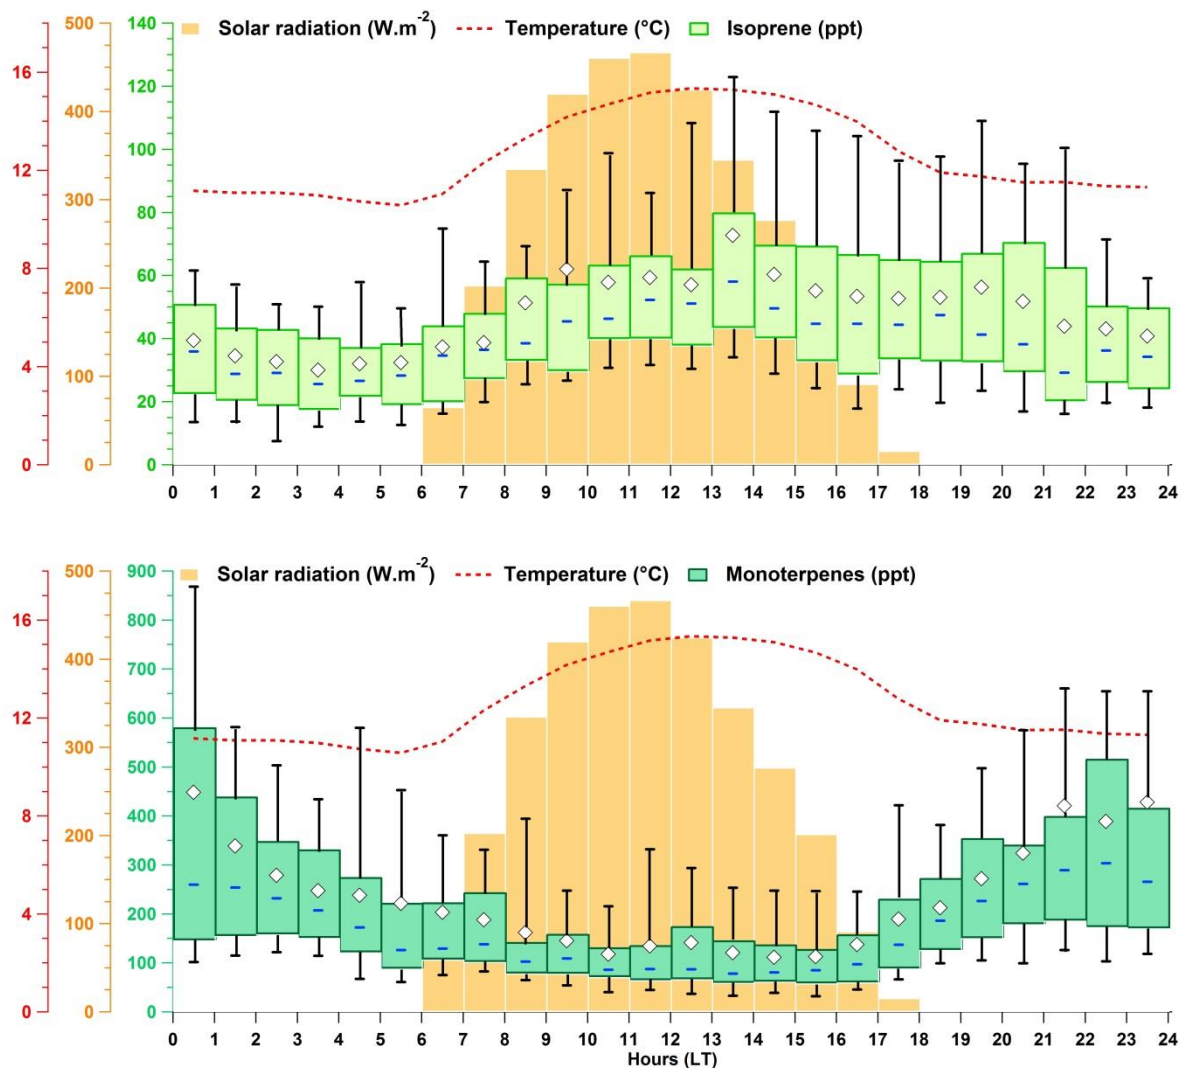 Solar radiation (W.m-2) Temperature (°C) Isoprene (ppt)
16 12 8 4 0
500 400 300 200 100 0
140 120 100 80 60 40 20 0
0 1 2 3 4 5 6 7 8 9 10 11 12 13 14 15 16 17 18 19 20 21 22 23 24
Solar radiation (W.m-2) Temperature (°C) Monoterpenes (ppt)
16 12 8 4 0
500 400 300 200 100 0
900 800 700 600 500 400 300 200 100 0
0 1 2 3 4 5 6 7 8 9 10 11 12 13 14 15 16 17 18 19 20 21 22 23 24
Hours (LT)